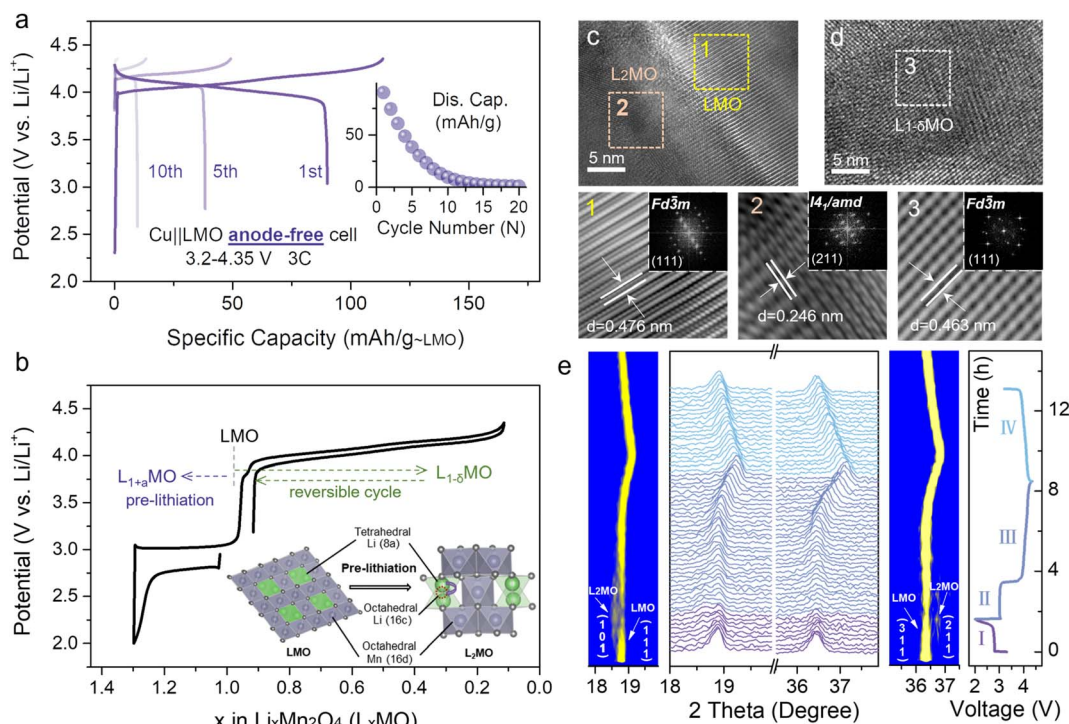 a
4.5
4.0
3.5
3.0
2.5
2.0
Potential (V vs. Li/Li⁺)
10th
5th
1st
Dis. Cap.
(mAh/g)
50
0
0
10
20
Cycle Number (N)
Cu||LMO anode-free cell
3.2-4.35 V 3C
0
50
100
150
Specific Capacity (mAh/g~LMO)
b
4.5
4.0
3.5
3.0
2.5
2.0
Potential (V vs. Li/Li⁺)
LMO
L₁₊ₐMO
pre-lithiation
L₁₋δMO
reversible cycle
Tetrahedral
Li (8a)
Pre-lithiation
Octahedral
Li (16c)
Octahedral
Mn (16d)
LMO
L₂MO
1.4
1.2
1.0
0.8
0.6
0.4
0.2
0.0
x in LiₓMn₂O₄ (LₓMO)
c
1
L₂MO
LMO
2
5 nm
d
3
L₁₋δMO
5 nm
1
Fd3̄m
(111)
d=0.476 nm
2
I4₁/amd
(211)
d=0.246 nm
3
Fd3̄m
(111)
d=0.463 nm
e
L₂MO
(101)
LMO
(111)
18
19
18
19
36
37
2 Theta (Degree)
LMO
(311)
L₂MO
(211)
36
37
Time (h)
12
8
4
0
IV
III
II
I
2
3
4
Voltage (V)